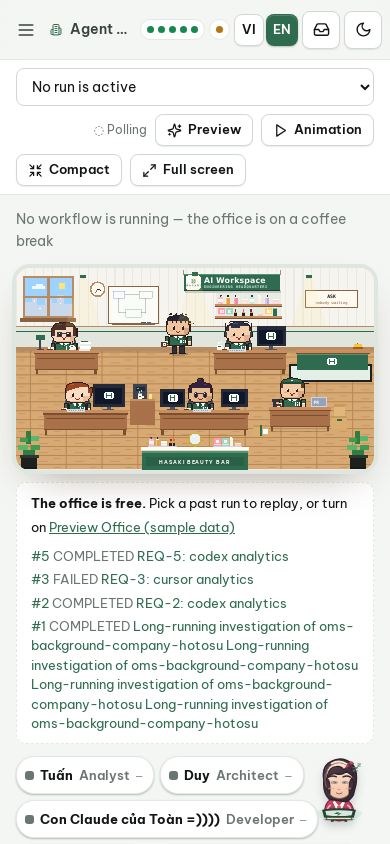 Agent ...
VI
EN
No run is active
Polling
Preview
Animation
Compact
Full screen
No workflow is running — the office is on a coffee
break
AI Workspace
ENGINEERING HEADQUARTERS
ASK
nobody waiting
HASAKI BEAUTY BAR
The office is free. Pick a past run to replay, or turn
on Preview Office (sample data)
#5 COMPLETED REQ-5: codex analytics
#3 FAILED REQ-3: cursor analytics
#2 COMPLETED REQ-2: codex analytics
#1 COMPLETED Long-running investigation of oms-
background-company-hotosu Long-running
investigation of oms-background-company-hotosu
Long-running investigation of oms-background-
company-hotosu Long-running investigation of
oms-background-company-hotosu
Tuấn Analyst –
Duy Architect –
Con Claude của Toàn =)))) Developer –